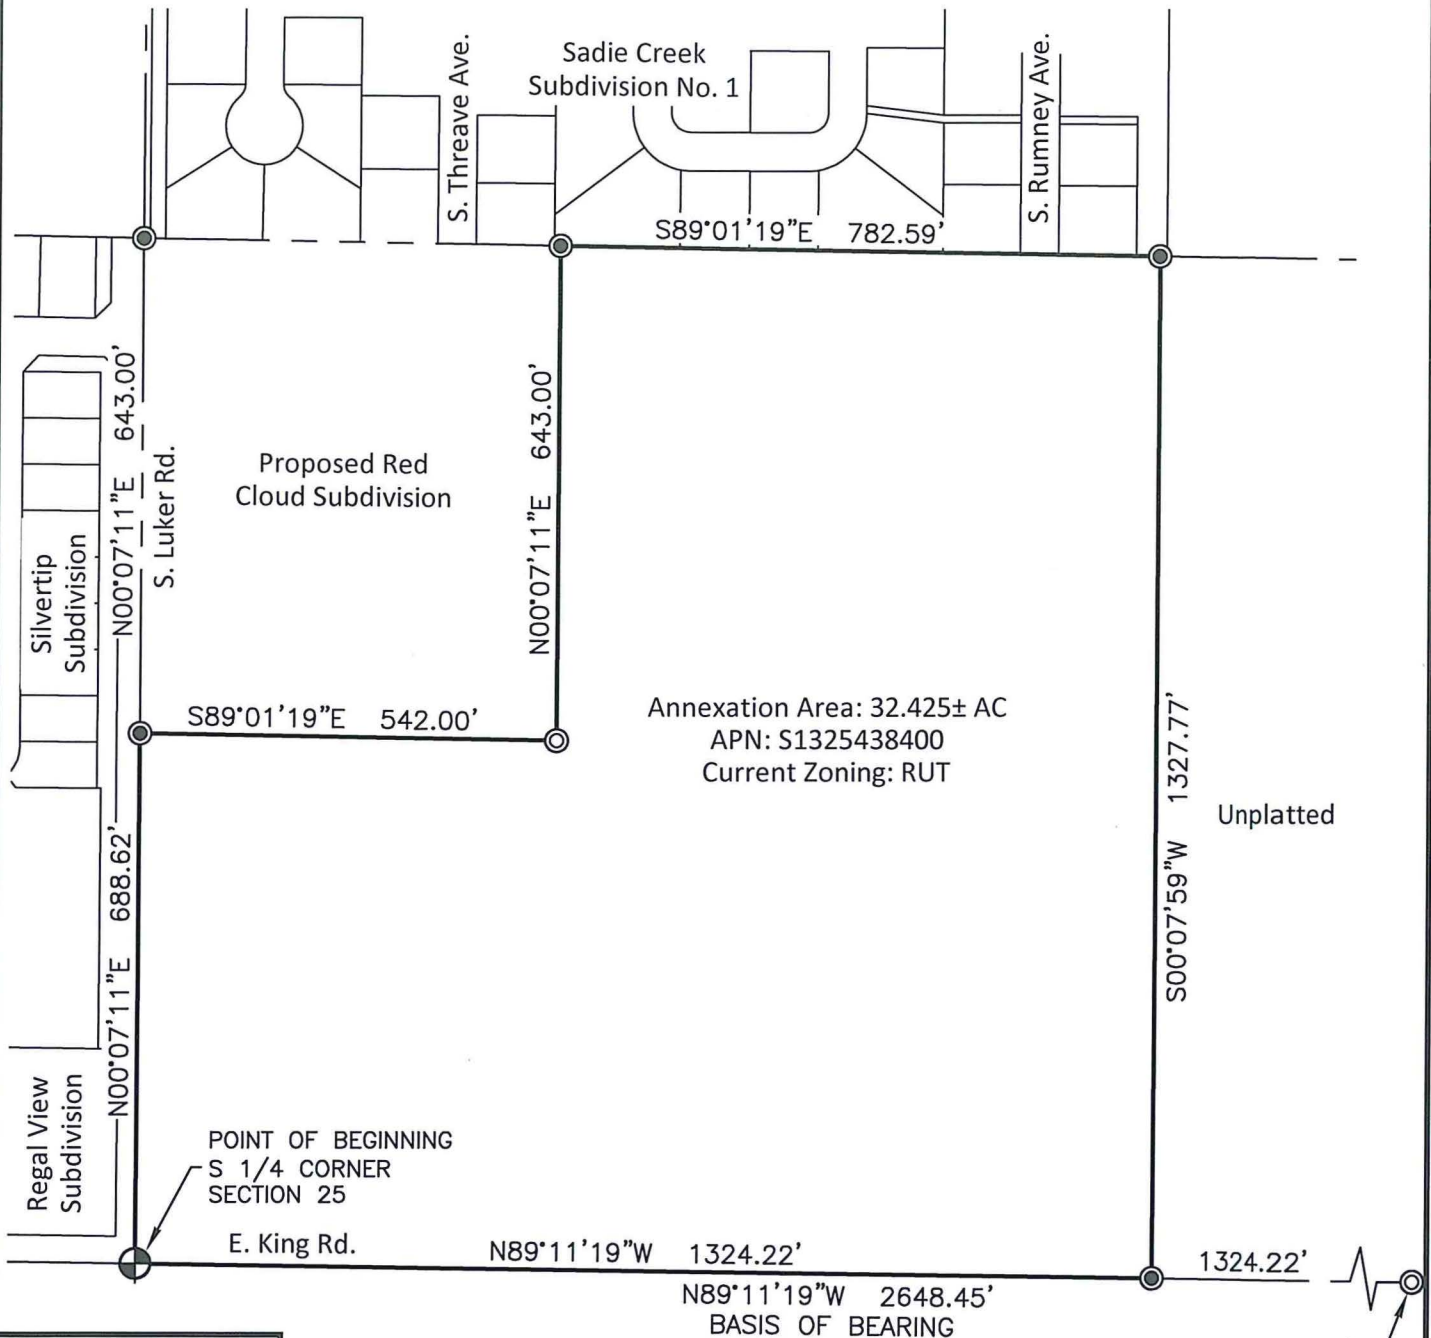 Sadie Creek
Subdivision No. 1
S. Threave Ave.
S. Rumney Ave.
S89°01'19"E 782.59'
N00°07'11"E 643.00'
S. Luker Rd.
N00°07'11"E 643.00'
Proposed Red
Cloud Subdivision
Silvertip
Subdivision
S89°01'19"E 542.00'
Annexation Area: 32.425± AC
APN: S1325438400
Current Zoning: RUT
S00°07'59"W 1327.77'
Unplatted
N00°07'11"E 688.62'
Regal View
Subdivision
POINT OF BEGINNING
S 1/4 CORNER
SECTION 25
E. King Rd.
N89°11'19"W 1324.22'
1324.22'
N89°11'19"W 2648.45'
BASIS OF BEARING